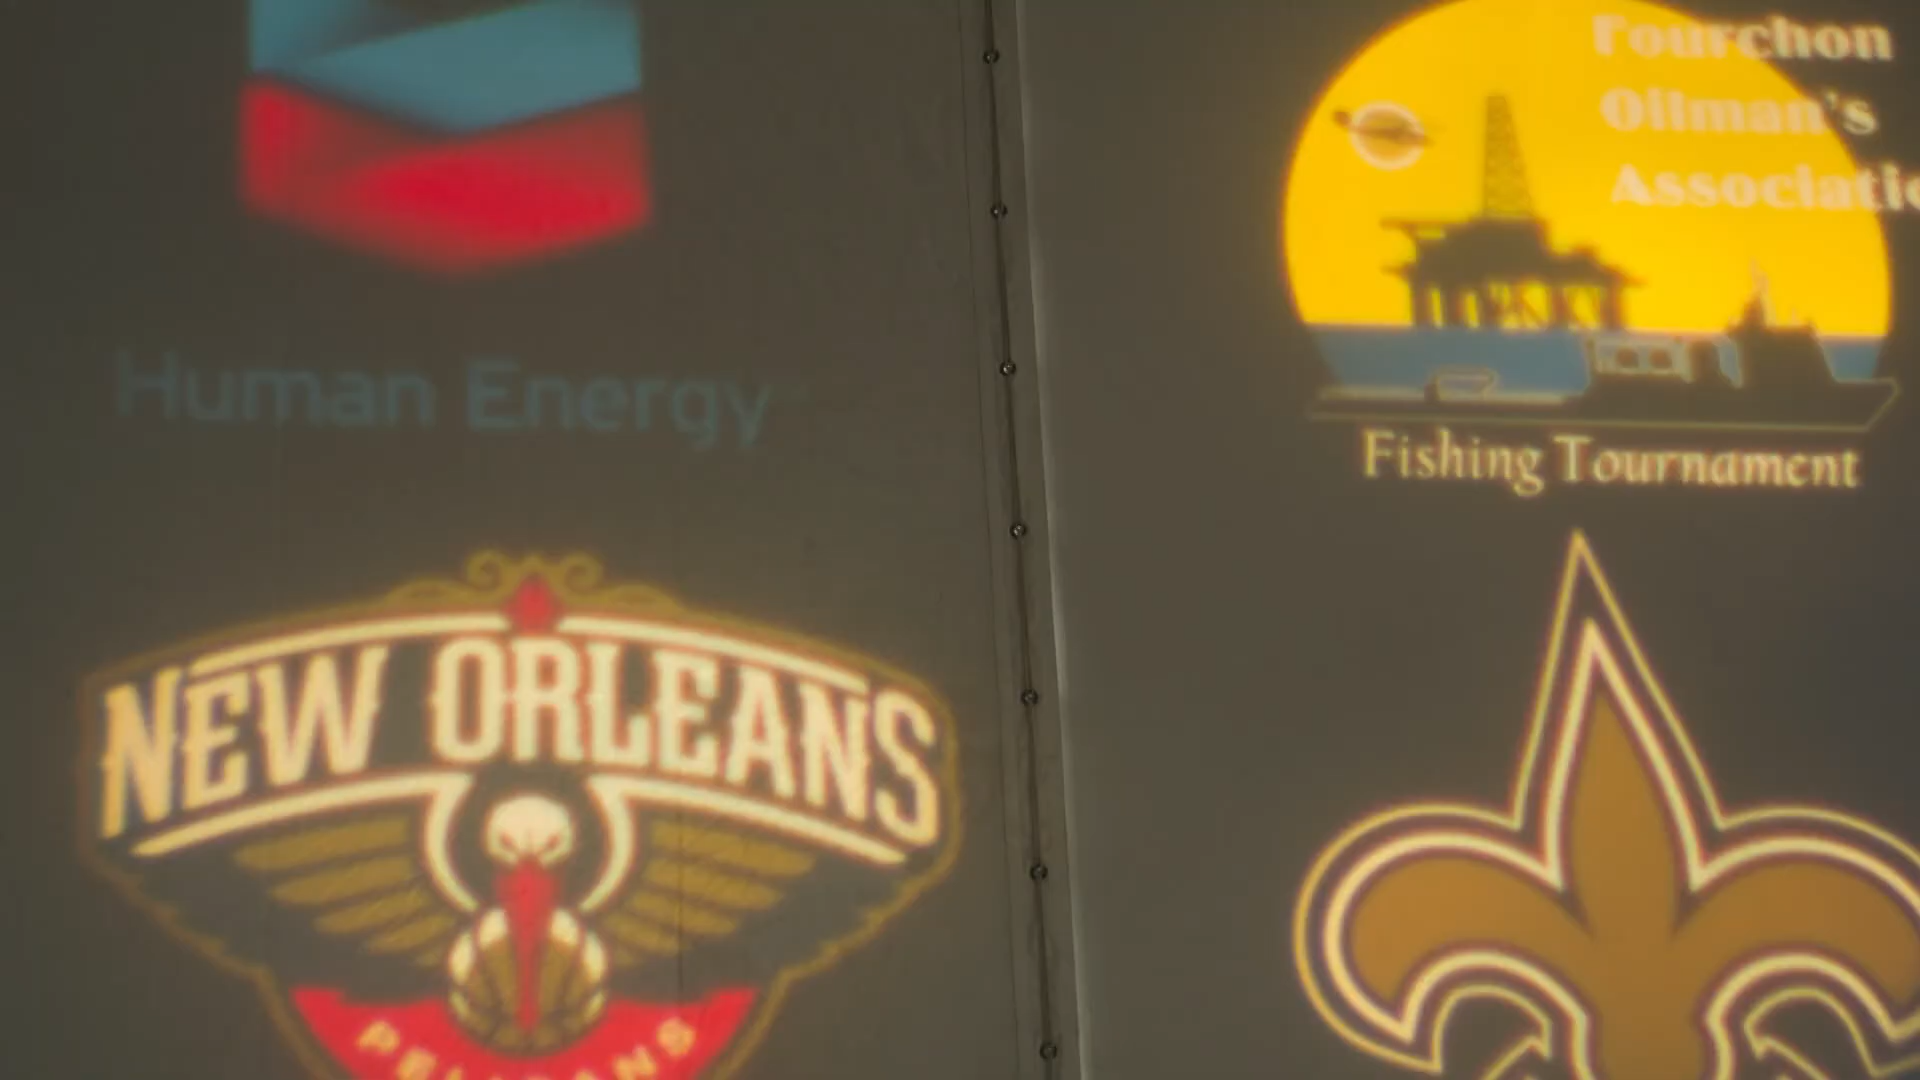 Human Energy
Fourchon
Oilman's
Associatio
Fishing Tournament
NEW ORLEANS
PELICANS